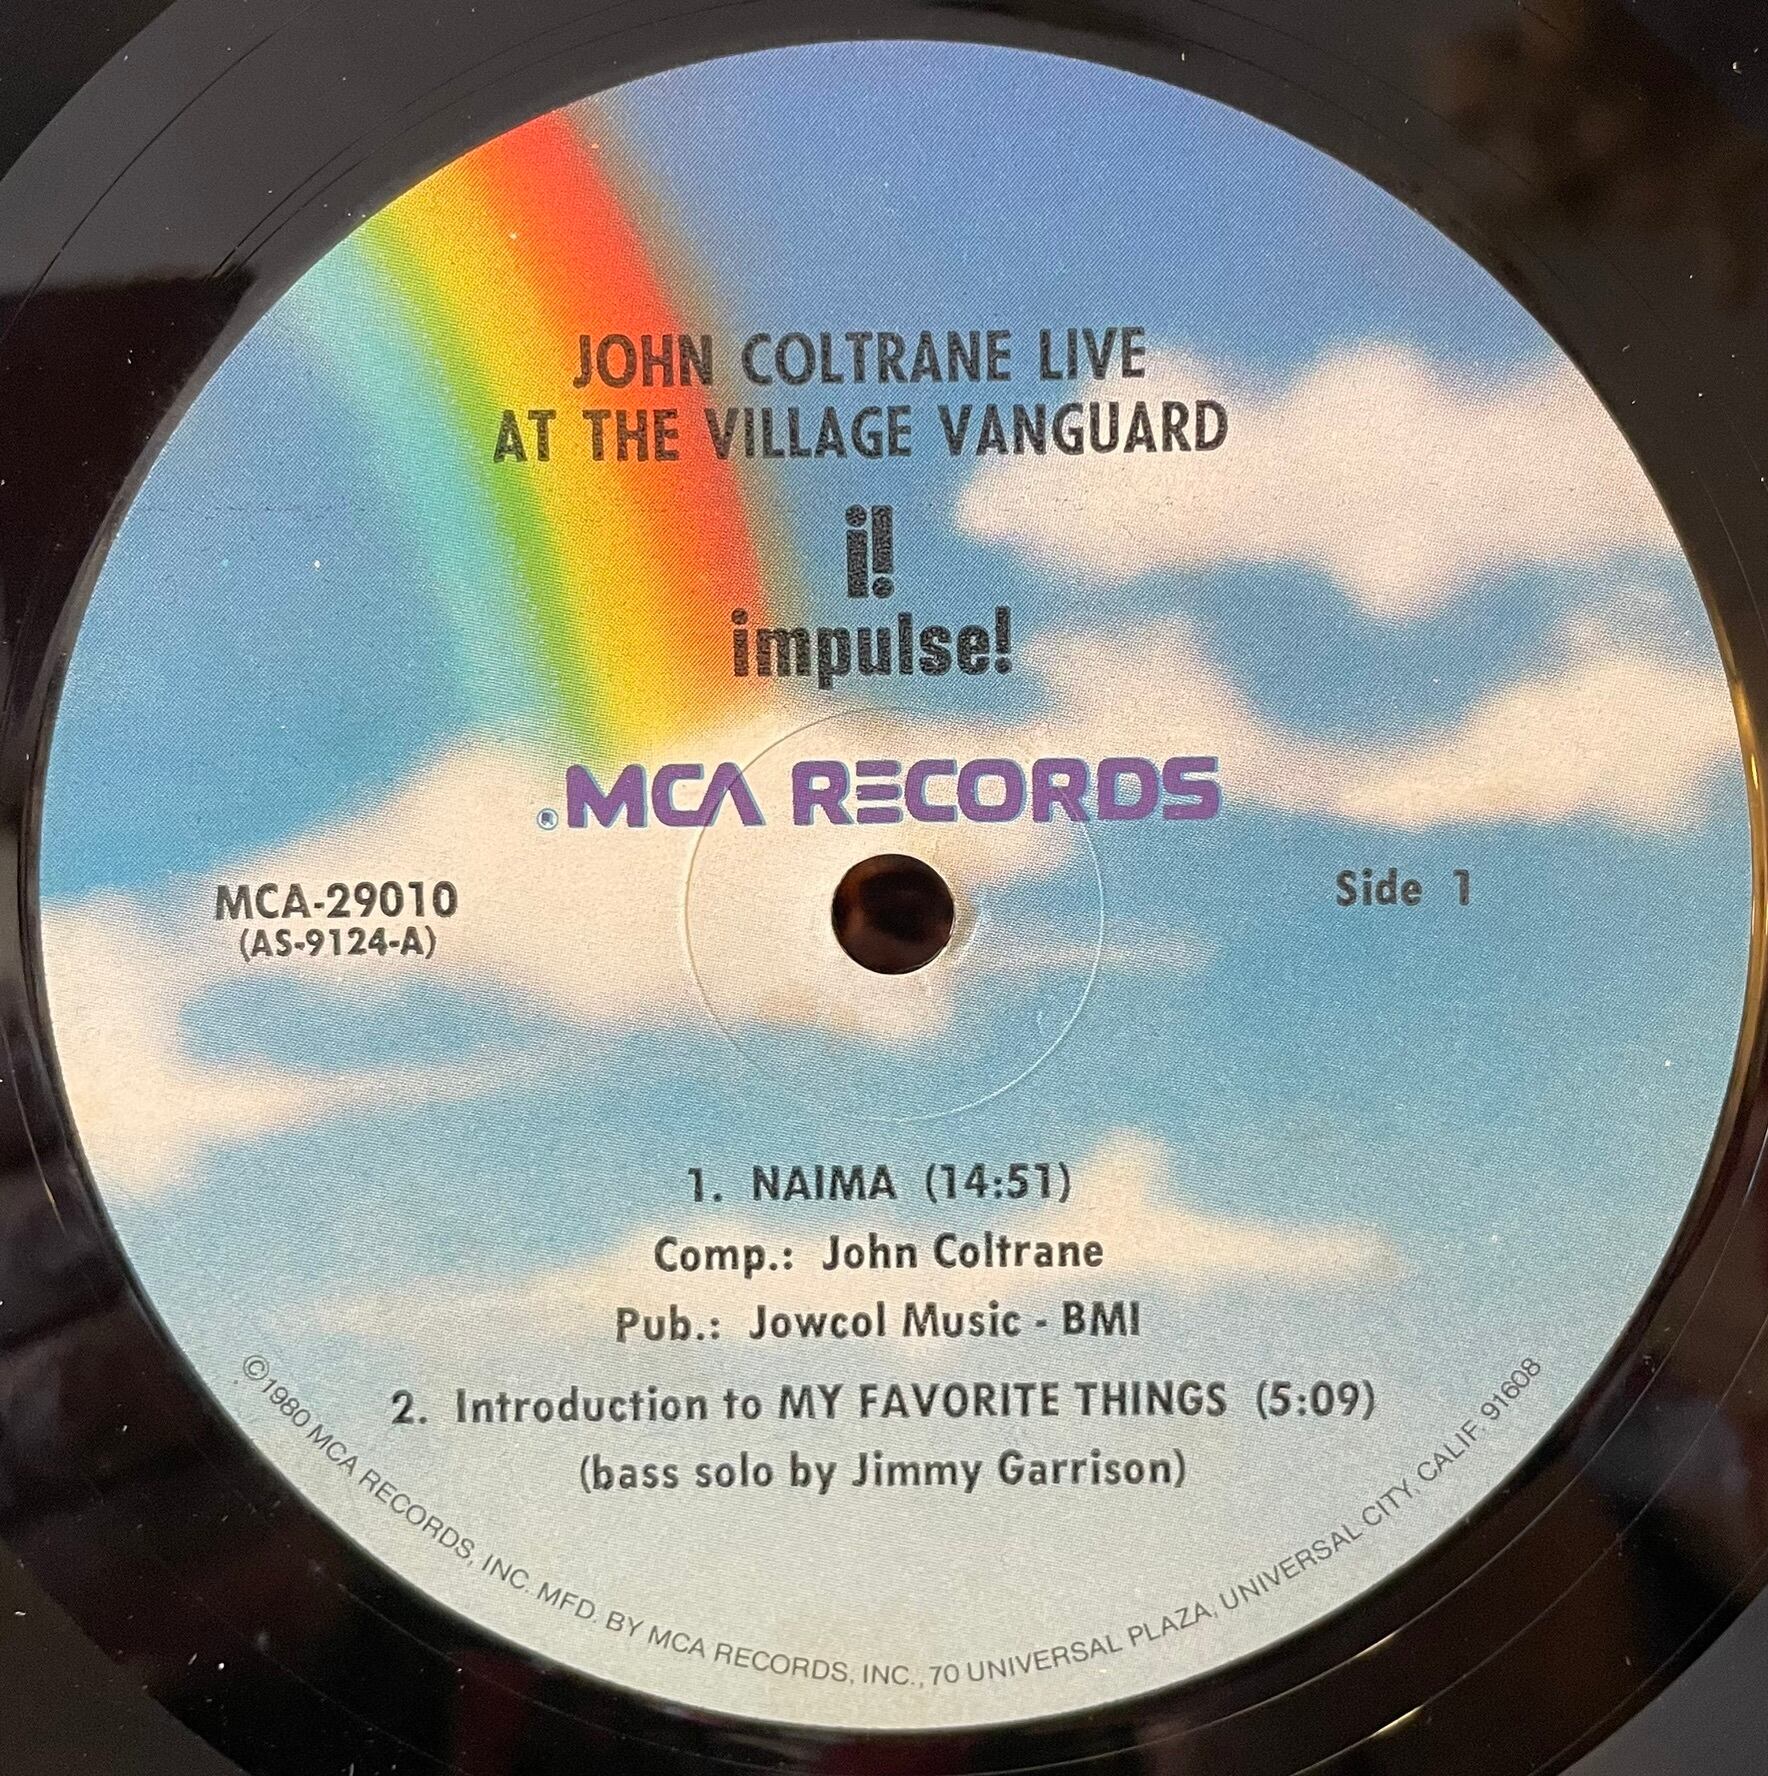 JOHN COLTRANE LIVE
AT THE VILLAGE VANGUARD
i!
impulse!
® MCA RECORDS
MCA-29010
(AS-9124-A)
Side 1
1. NAIMA (14:51)
Comp.: John Coltrane
Pub.: Jowcol Music - BMI
2. Introduction to MY FAVORITE THINGS (5:09)
(bass solo by Jimmy Garrison)
©1980 MCA RECORDS, INC. MFD. BY MCA RECORDS, INC., 70 UNIVERSAL PLAZA, UNIVERSAL CITY, CALIF. 91608